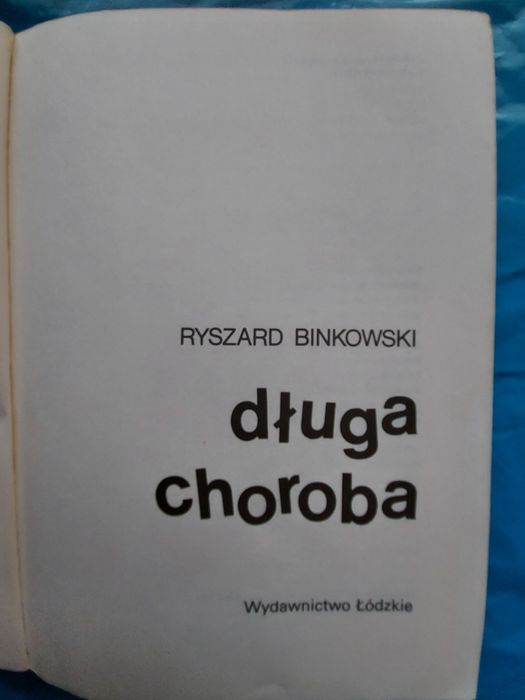 RYSZARD BINKOWSKI
długa
choroba
Wydawnictwo Łódzkie